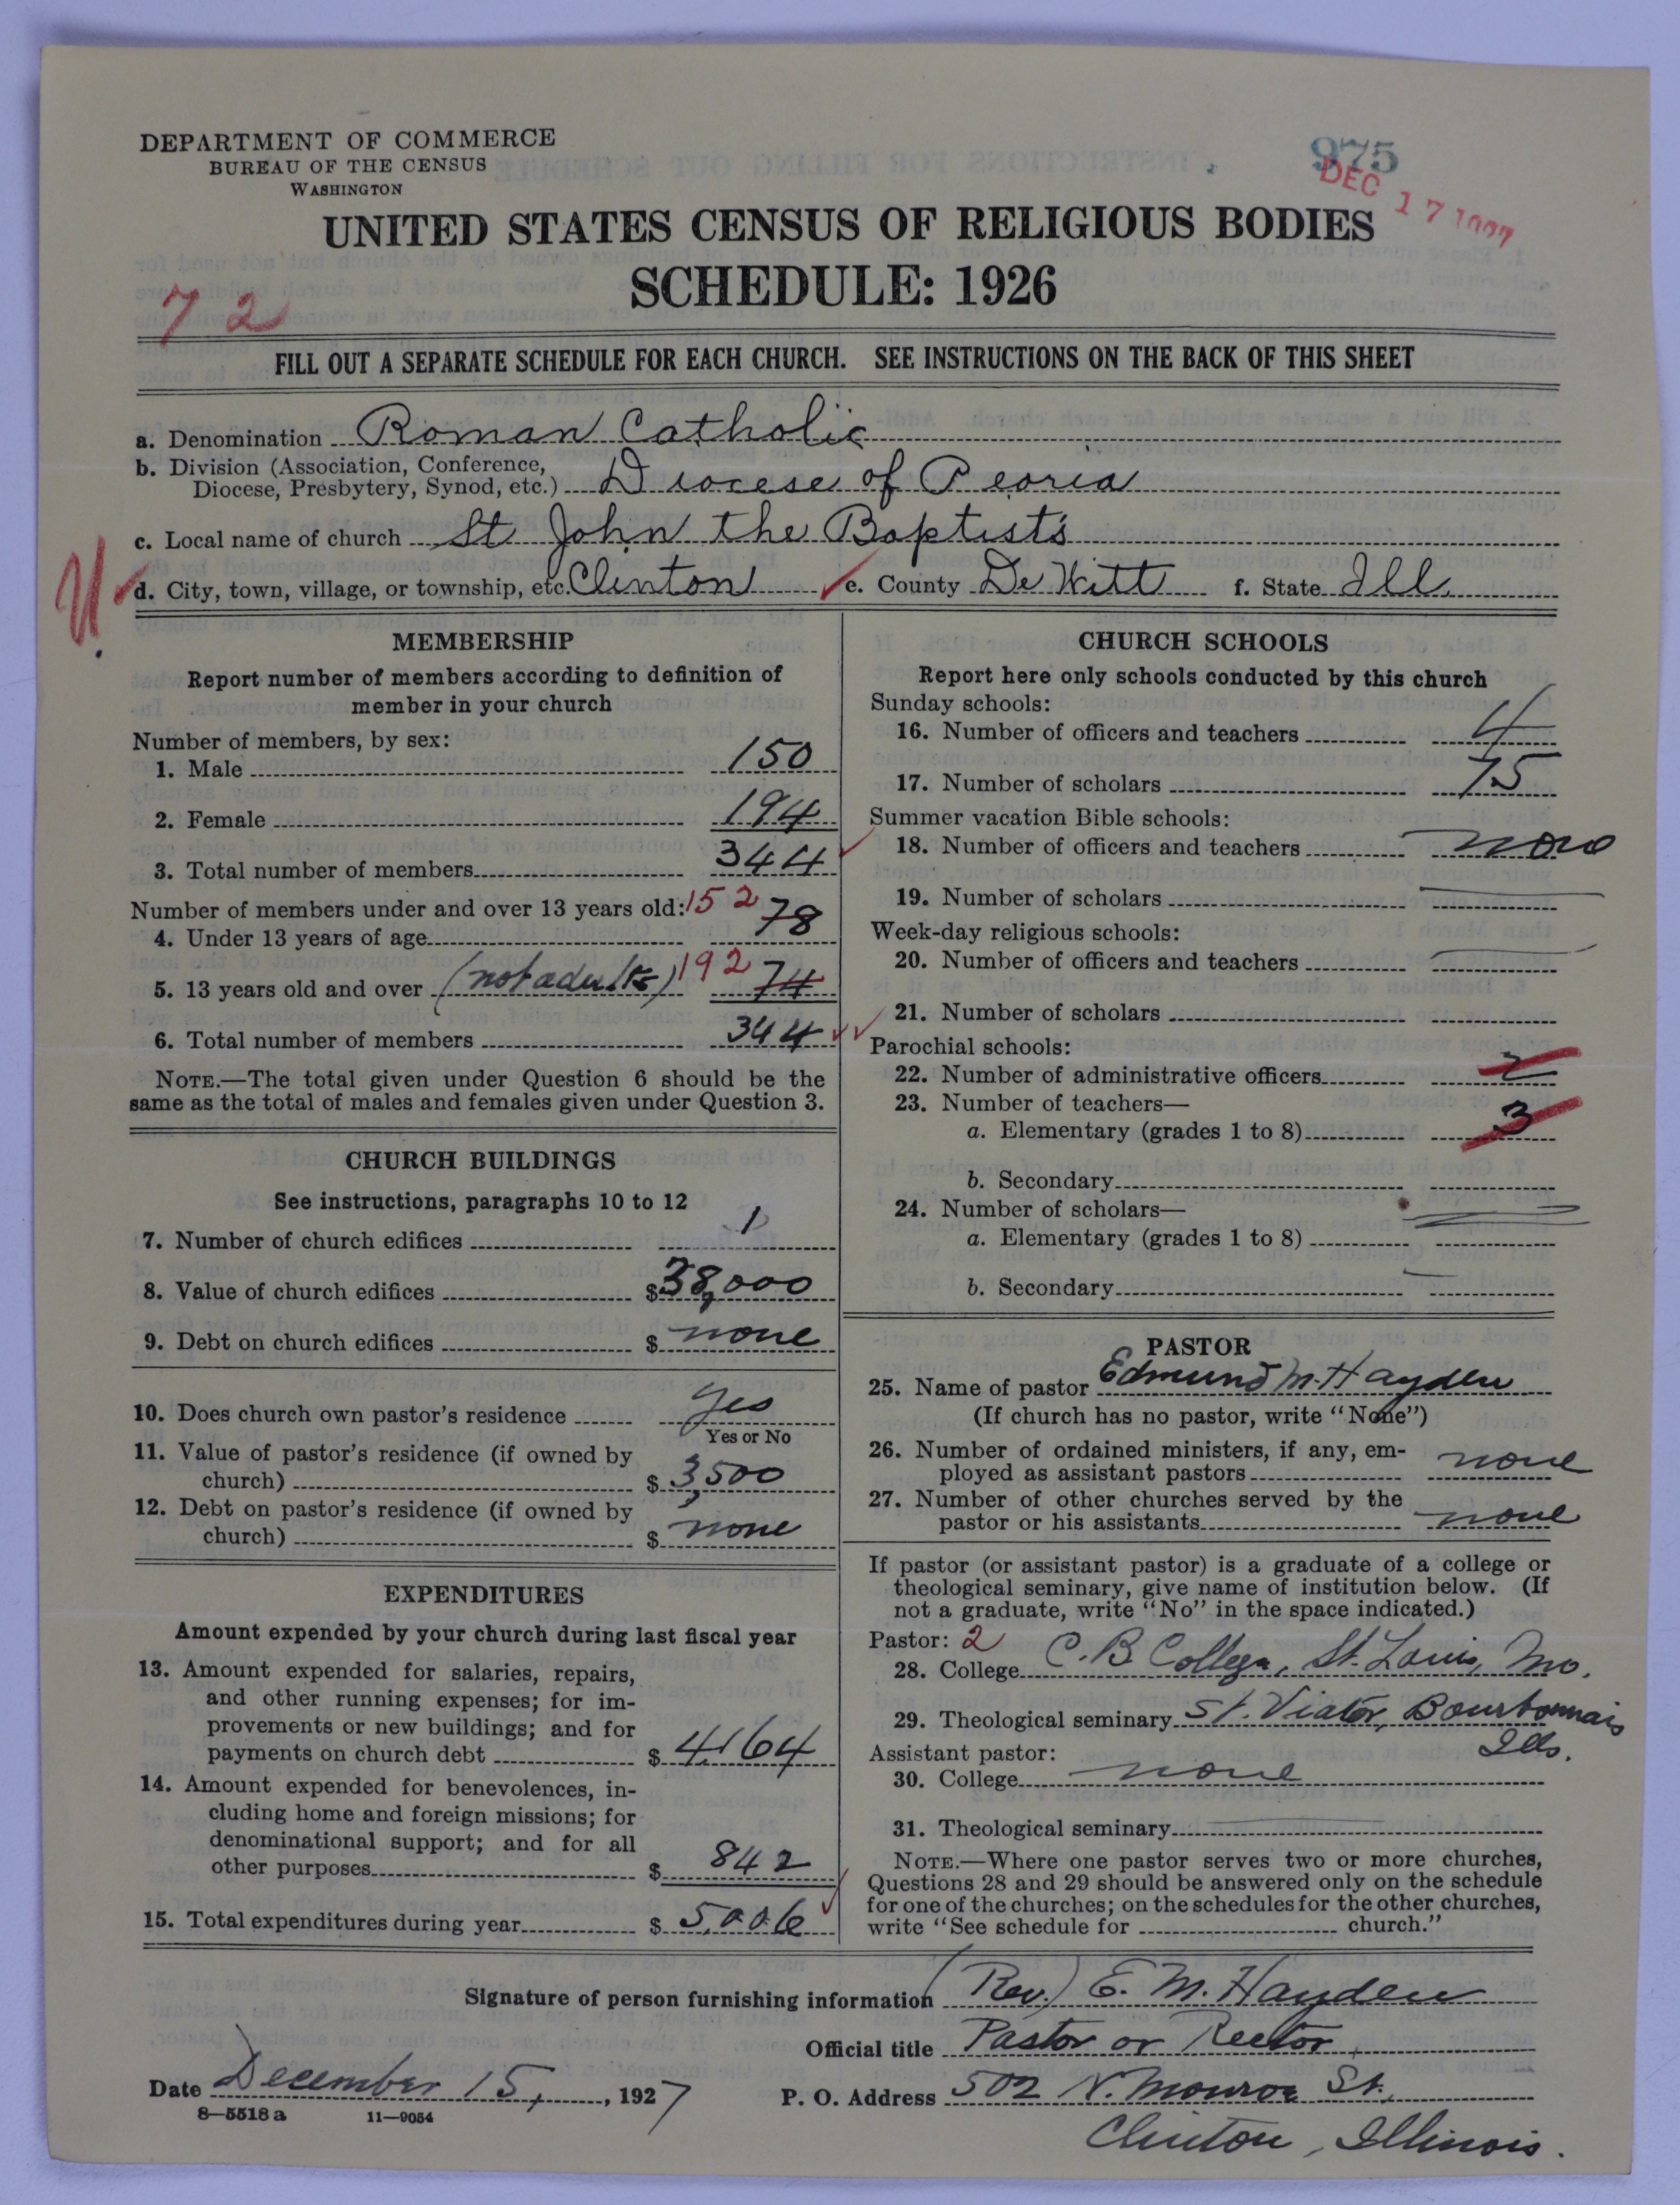 DEPARTMENT OF COMMERCE
BUREAU OF THE CENSUS
WASHINGTON
975
DEC 17 1927
UNITED STATES CENSUS OF RELIGIOUS BODIES
SCHEDULE: 1926
72
FILL OUT A SEPARATE SCHEDULE FOR EACH CHURCH. SEE INSTRUCTIONS ON THE BACK OF THIS SHEET
a. Denomination Roman Catholic
b. Division (Association, Conference,
Diocese, Presbytery, Synod, etc.) Diocese of Peoria
c. Local name of church St John the Baptist's
d. City, town, village, or township, etc. Clinton e. County De Witt f. State Ill.
MEMBERSHIP
Report number of members according to definition of
member in your church
Number of members, by sex:
1. Male 150
2. Female 194
3. Total number of members 344
Number of members under and over 13 years old: 152
4. Under 13 years of age 78
5. 13 years old and over (not adults) 192 74
6. Total number of members 344
NOTE.—The total given under Question 6 should be the
same as the total of males and females given under Question 3.
CHURCH BUILDINGS
See instructions, paragraphs 10 to 12
7. Number of church edifices 1
8. Value of church edifices $38,000
9. Debt on church edifices $ none
10. Does church own pastor's residence Yes
Yes or No
11. Value of pastor's residence (if owned by
church) $ 3,500
12. Debt on pastor's residence (if owned by
church) $ none
EXPENDITURES
Amount expended by your church during last fiscal year
13. Amount expended for salaries, repairs,
and other running expenses; for im-
provements or new buildings; and for
payments on church debt $ 4164
14. Amount expended for benevolences, in-
cluding home and foreign missions; for
denominational support; and for all
other purposes $ 842
15. Total expenditures during year $ 5,006
CHURCH SCHOOLS
Report here only schools conducted by this church
Sunday schools:
16. Number of officers and teachers 4
17. Number of scholars 75
Summer vacation Bible schools:
18. Number of officers and teachers none
19. Number of scholars
Week-day religious schools:
20. Number of officers and teachers
21. Number of scholars
Parochial schools:
22. Number of administrative officers 2
23. Number of teachers—
a. Elementary (grades 1 to 8) 3
b. Secondary
24. Number of scholars—
a. Elementary (grades 1 to 8)
b. Secondary
PASTOR
25. Name of pastor Edmund M. Hayden
(If church has no pastor, write "None")
26. Number of ordained ministers, if any, em-
ployed as assistant pastors none
27. Number of other churches served by the
pastor or his assistants none
If pastor (or assistant pastor) is a graduate of a college or
theological seminary, give name of institution below. (If
not a graduate, write "No" in the space indicated.)
Pastor: 2
28. College C. B. College, St. Louis, Mo.
29. Theological seminary St. Viator, Bourbonnais
Ills.
Assistant pastor:
30. College none
31. Theological seminary
NOTE.—Where one pastor serves two or more churches,
Questions 28 and 29 should be answered only on the schedule
for one of the churches; on the schedules for the other churches,
write "See schedule for church."
Signature of person furnishing information (Rev.) E. M. Hayden
Official title Pastor or Rector
Date December 15, , 1927 P. O. Address 502 N. Monroe St.
8—5518 a 11—9054
Clinton, Illinois.